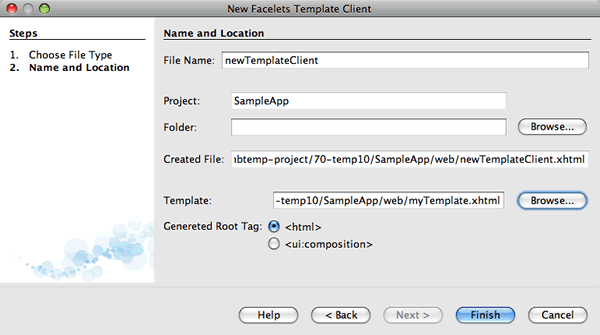 New Facelets Template Client
Steps
1. Choose File Type
2. Name and Location
Name and Location
File Name: newTemplateClient
Project: SampleApp
Folder:
Browse...
Created File: ıbtemp-project/70-temp10/SampleApp/web/newTemplateClient.xhtml
Template: -temp10/SampleApp/web/myTemplate.xhtml
Browse...
Genereted Root Tag: <html>
<ui:composition>
Help < Back Next > Finish Cancel